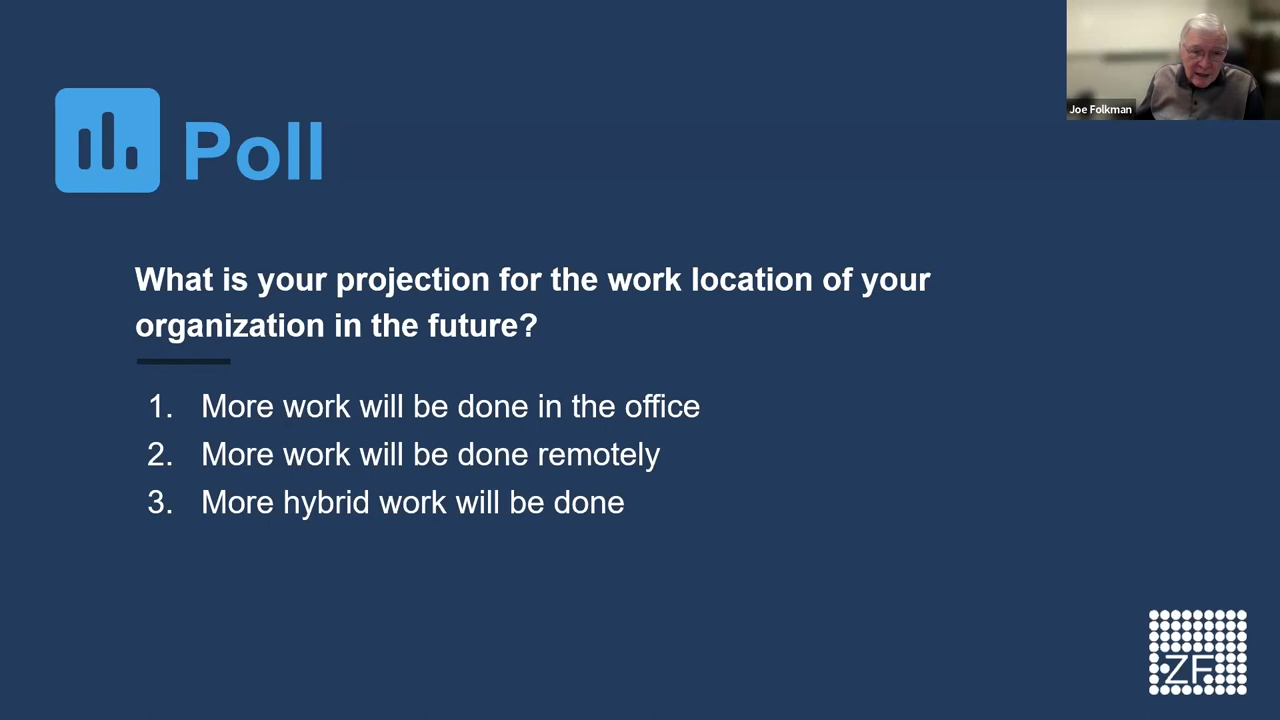 Joe Folkman
Poll
What is your projection for the work location of your
organization in the future?
1. More work will be done in the office
2. More work will be done remotely
3. More hybrid work will be done
ZF